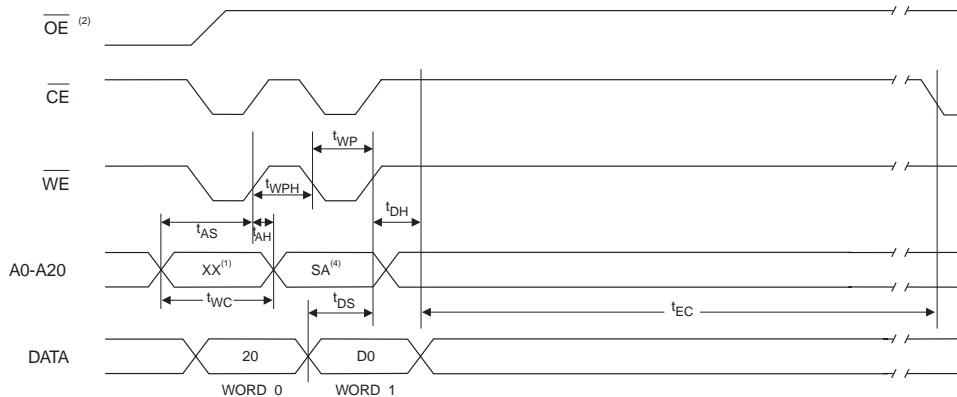 OE (2)
CE
tWP
WE
tWPH
tDH
tAS
tAH
A0-A20
XX(1)
SA(4)
tWC
tDS
tEC
DATA
20
D0
WORD 0
WORD 1